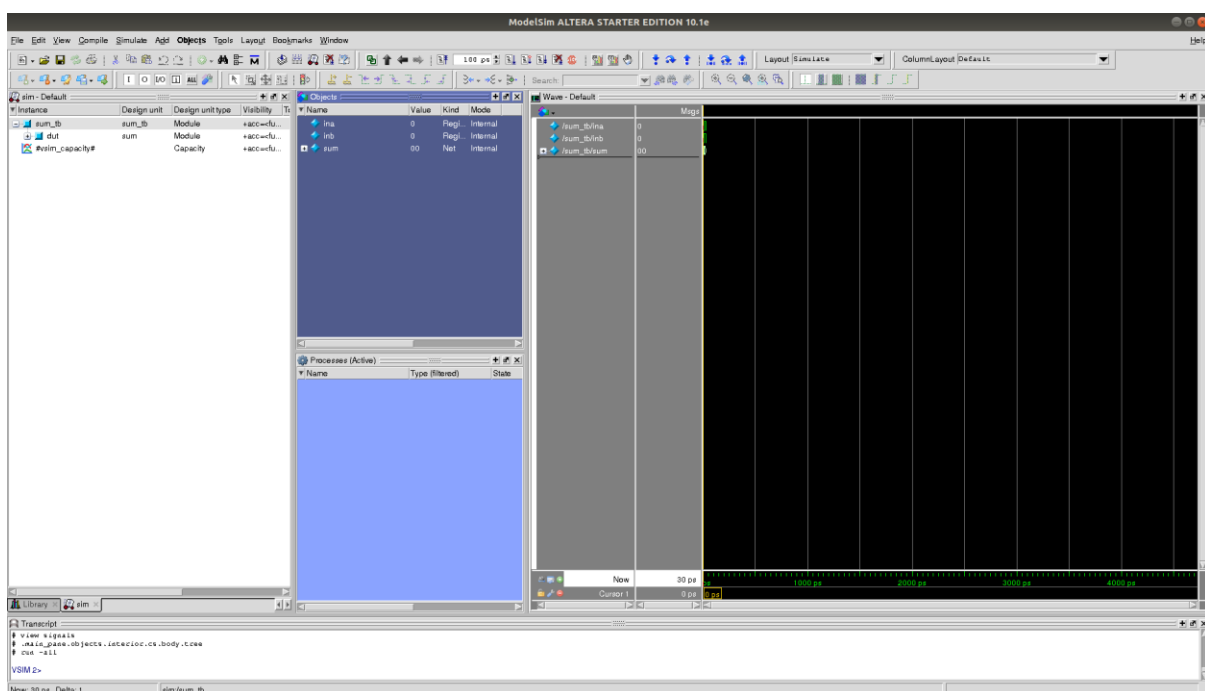 ModelSim ALTERA STARTER EDITION 10.1e
File Edit View Compile Simulate Add Objects Tools Layout Bookmarks Window Help
100 ps Layout Simulate ColumnLayout Default
Search:
sim - Default
Instance Design unit Design unit type Visibility
sum_tb sum_tb Module +acc=<fu...
dut sum Module +acc=<fu...
#vsim_capacity# Capacity +acc=<fu...
Objects
Name Value Kind Mode
ina 0 Regi... Internal
inb 0 Regi... Internal
sum 00 Net Internal
Processes (Active)
Name Type (filtered) State
Wave - Default
Msgs
/sum_tb/ina 0
/sum_tb/inb 0
/sum_tb/sum 00
Now 30 ps 1000 ps 2000 ps 3000 ps 4000 ps
Cursor 1 0 ps 0 ps
Library sim
Transcript
# view signals
# .main_pane.objects.interior.cs.body.tree
# run -all
VSIM 2>
Now: 30 ps Delta: 1 sim:/sum_tb